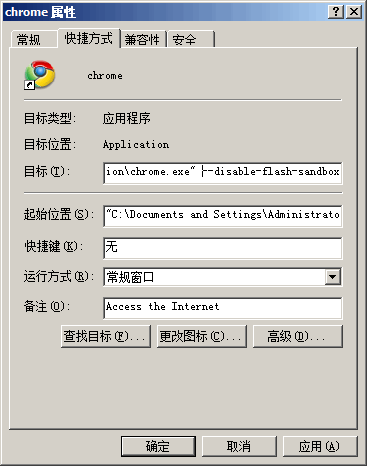 chrome 属性
常规 快捷方式 兼容性 安全
chrome
目标类型: 应用程序
目标位置: Application
目标(T): ion\chrome.exe" --disable-flash-sandbox
起始位置(S): "C:\Documents and Settings\Administrato
快捷键(K): 无
运行方式(R): 常规窗口
备注(O): Access the Internet
查找目标(F)... 更改图标(C)... 高级(D)...
确定 取消 应用(A)